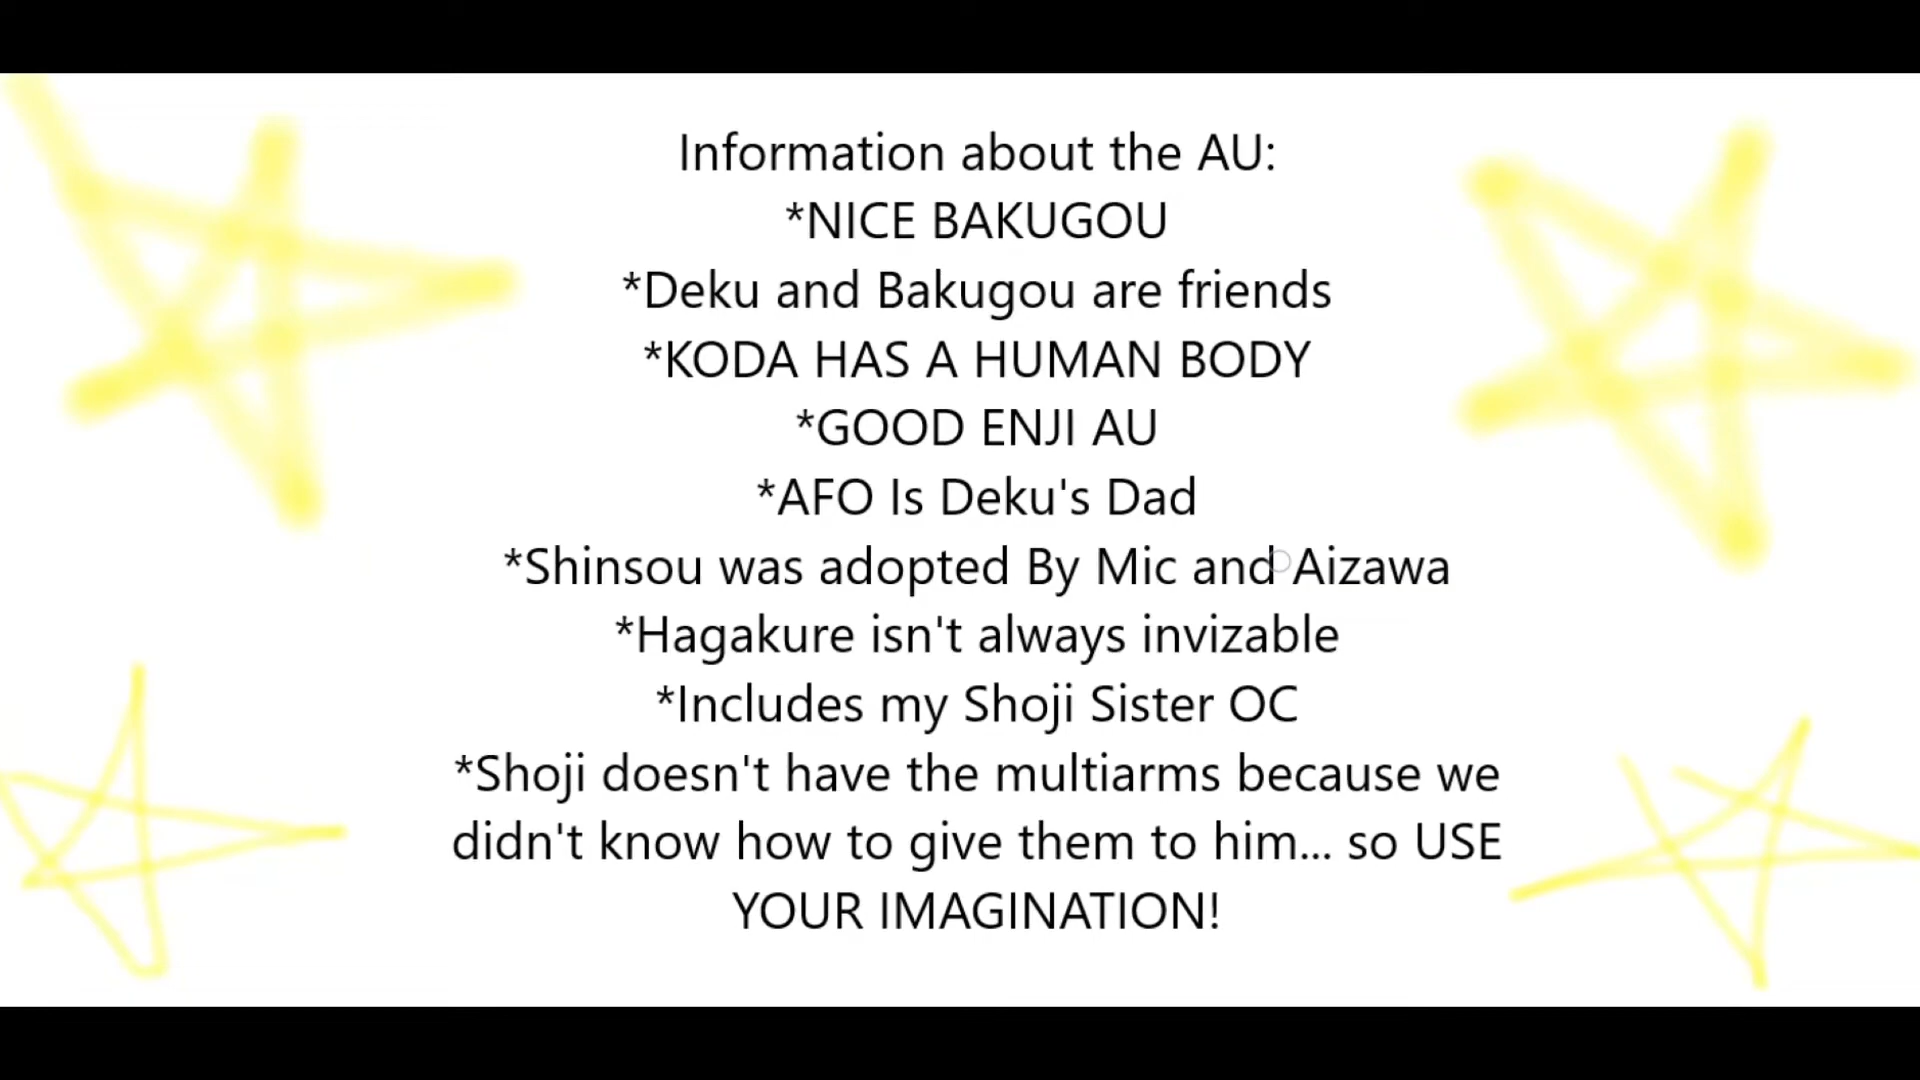 Information about the AU:
*NICE BAKUGOU
*Deku and Bakugou are friends
*KODA HAS A HUMAN BODY
*GOOD ENJI AU
*AFO Is Deku's Dad
*Shinsou was adopted By Mic and Aizawa
*Hagakure isn't always invizable
*Includes my Shoji Sister OC
*Shoji doesn't have the multiarms because we
didn't know how to give them to him... so USE
YOUR IMAGINATION!